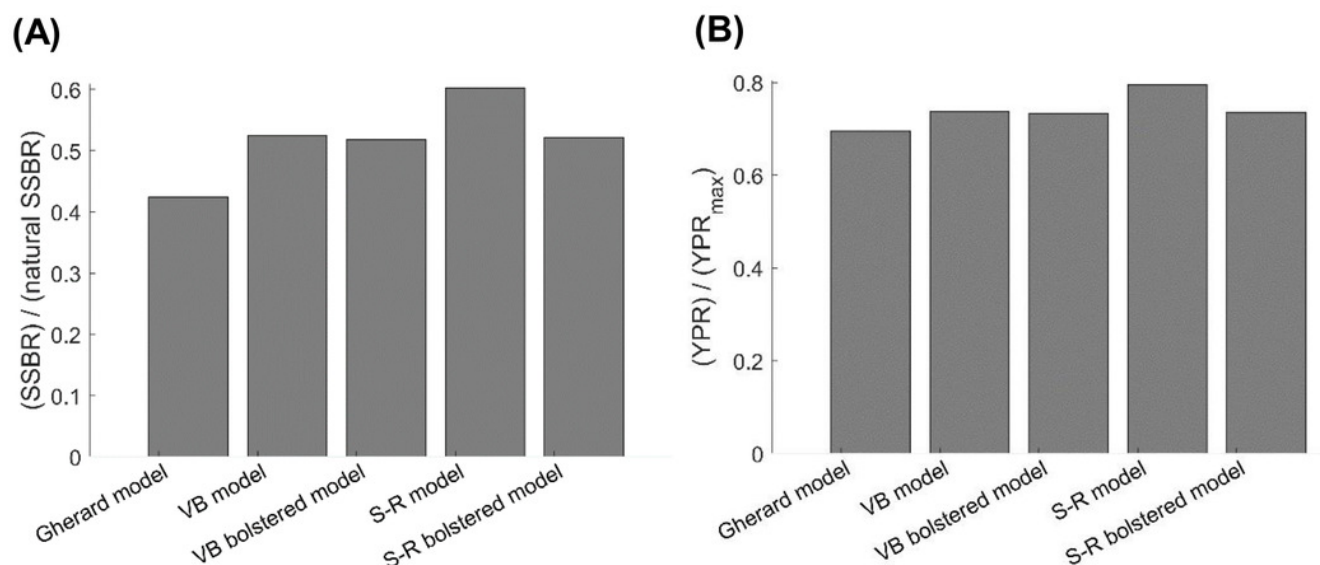 (A)
(SSBR) / (natural SSBR)
0.6
0.5
0.4
0.3
0.2
0.1
0
Gherard model
VB model
VB bolstered model
S-R model
S-R bolstered model
(B)
(YPR) / (YPR_max)
0.8
0.6
0.4
0.2
0
Gherard model
VB model
VB bolstered model
S-R model
S-R bolstered model